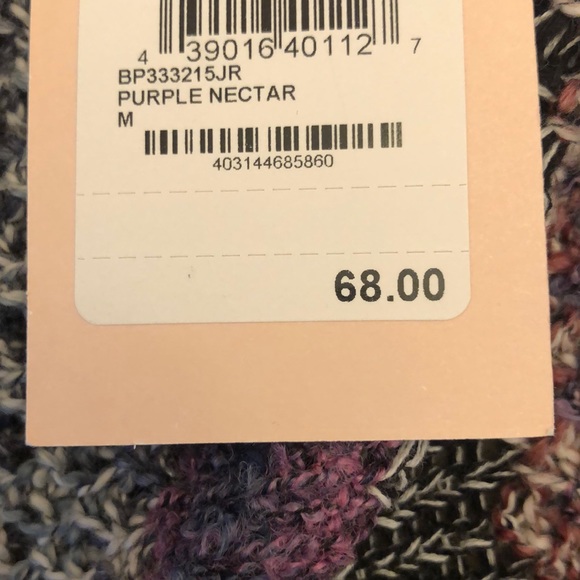 4 39016 40112 7
BP333215JR
PURPLE NECTAR
M
403144685860
68.00